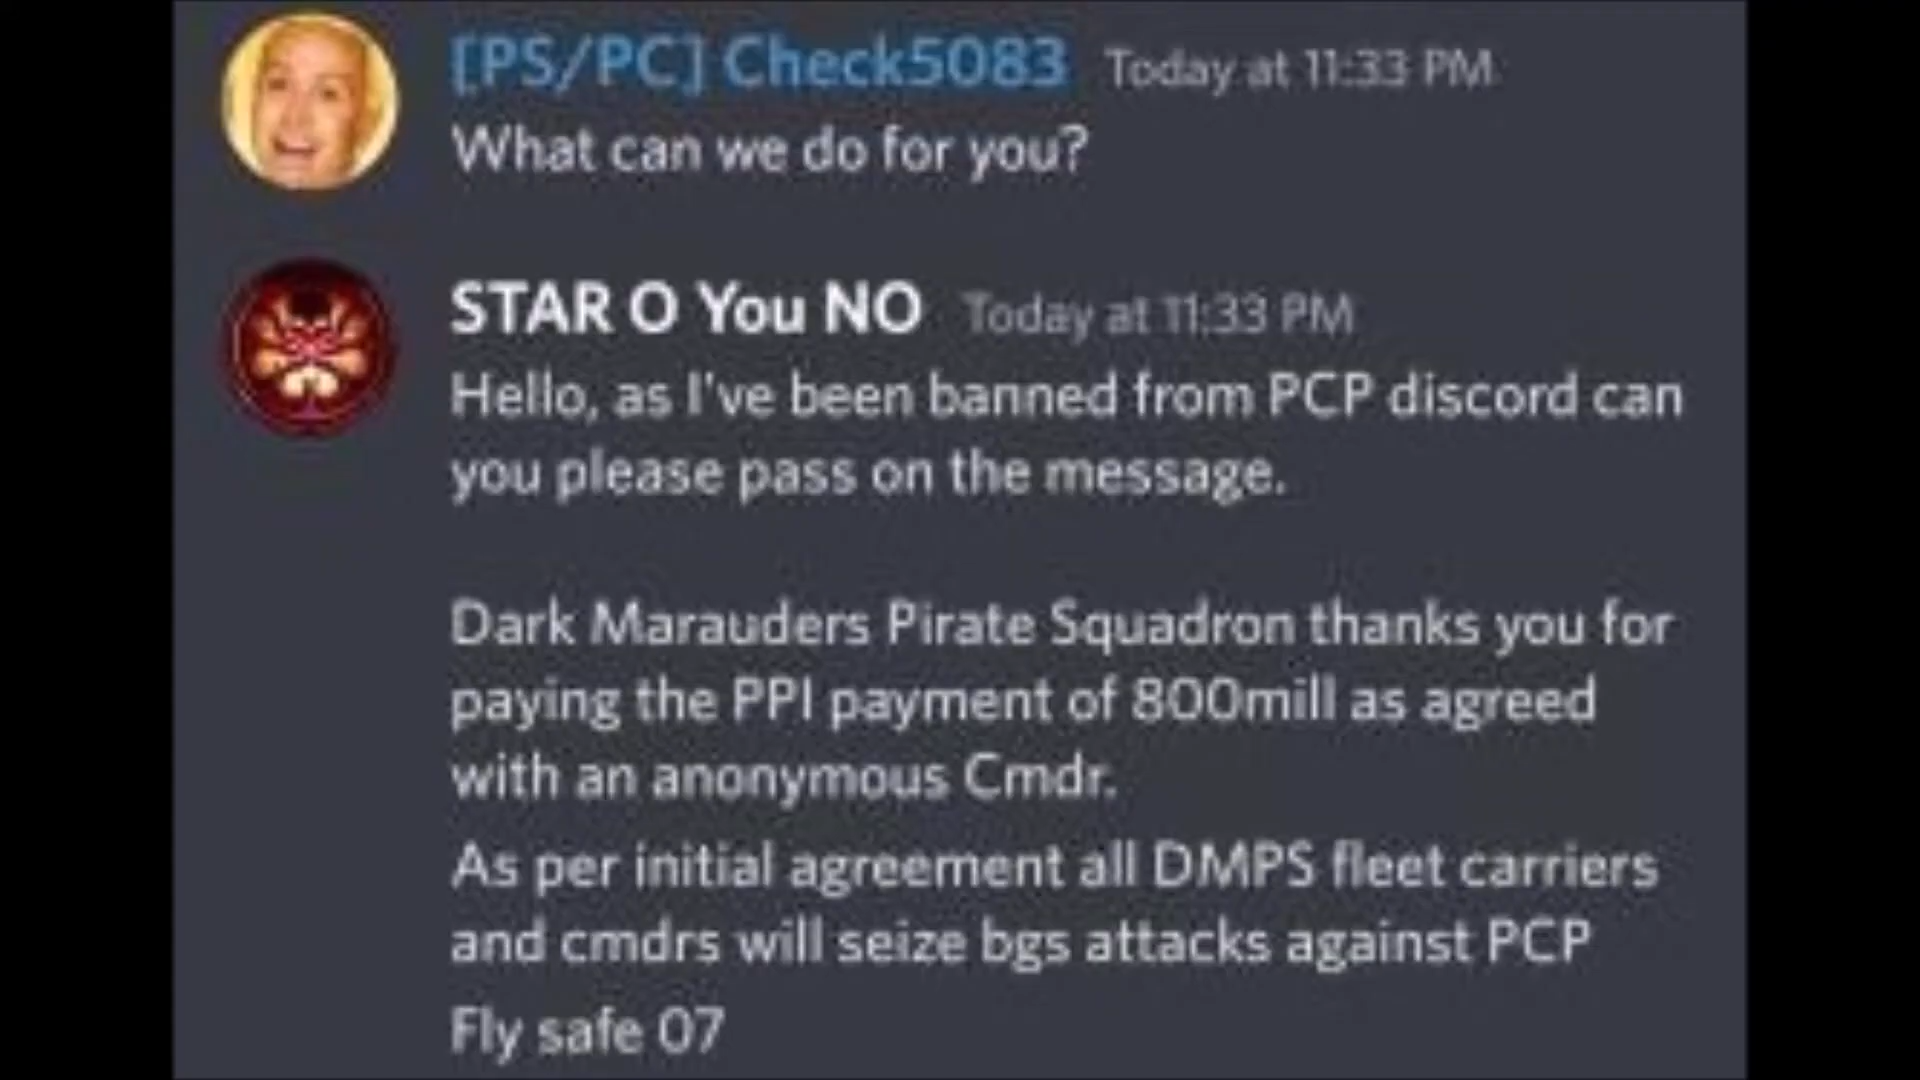 [PS/PC] Check5083 Today at 11:33 PM
What can we do for you?
STAR O You NO Today at 11:33 PM
Hello, as I've been banned from PCP discord can
you please pass on the message.
Dark Marauders Pirate Squadron thanks you for
paying the PPI payment of 800mill as agreed
with an anonymous Cmdr.
As per initial agreement all DMPS fleet carriers
and cmdrs will seize bgs attacks against PCP
Fly safe 07